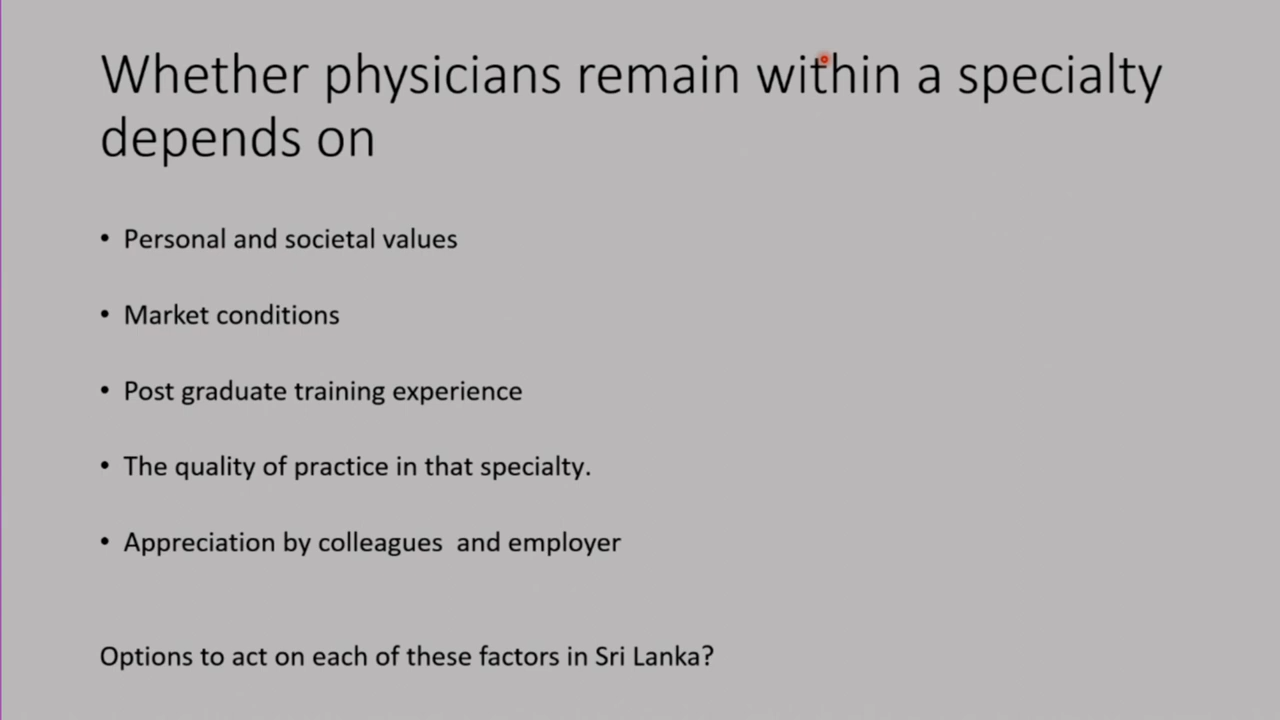 Whether physicians remain within a specialty
depends on
• Personal and societal values
• Market conditions
• Post graduate training experience
• The quality of practice in that specialty.
• Appreciation by colleagues  and employer
Options to act on each of these factors in Sri Lanka?